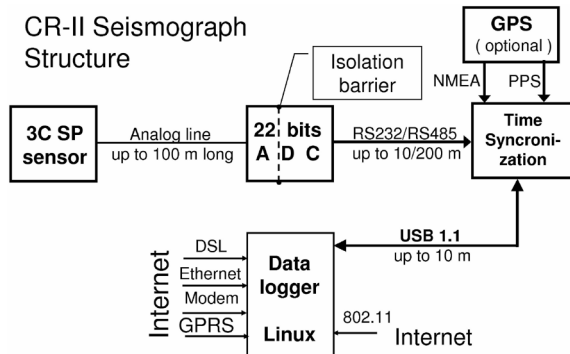 CR-II Seismograph
Structure
GPS
( optional )
NMEA
PPS
Isolation
barrier
3C SP
sensor
Analog line
up to 100 m long
22 bits
A D C
RS232/RS485
up to 10/200 m
Time
Syncroni-
zation
USB 1.1
up to 10 m
Internet
DSL
Ethernet
Modem
GPRS
Data
logger
Linux
802.11
Internet